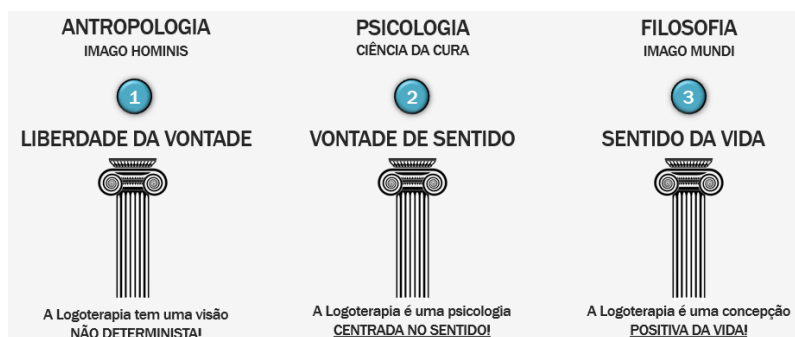 ANTROPOLOGIA
IMAGO HOMINIS
1
LIBERDADE DA VONTADE
A Logoterapia tem uma visão
NÃO DETERMINISTA!
PSICOLOGIA
CIÊNCIA DA CURA
2
VONTADE DE SENTIDO
A Logoterapia é uma psicologia
CENTRADA NO SENTIDO!
FILOSOFIA
IMAGO MUNDI
3
SENTIDO DA VIDA
A Logoterapia é uma concepção
POSITIVA DA VIDA!